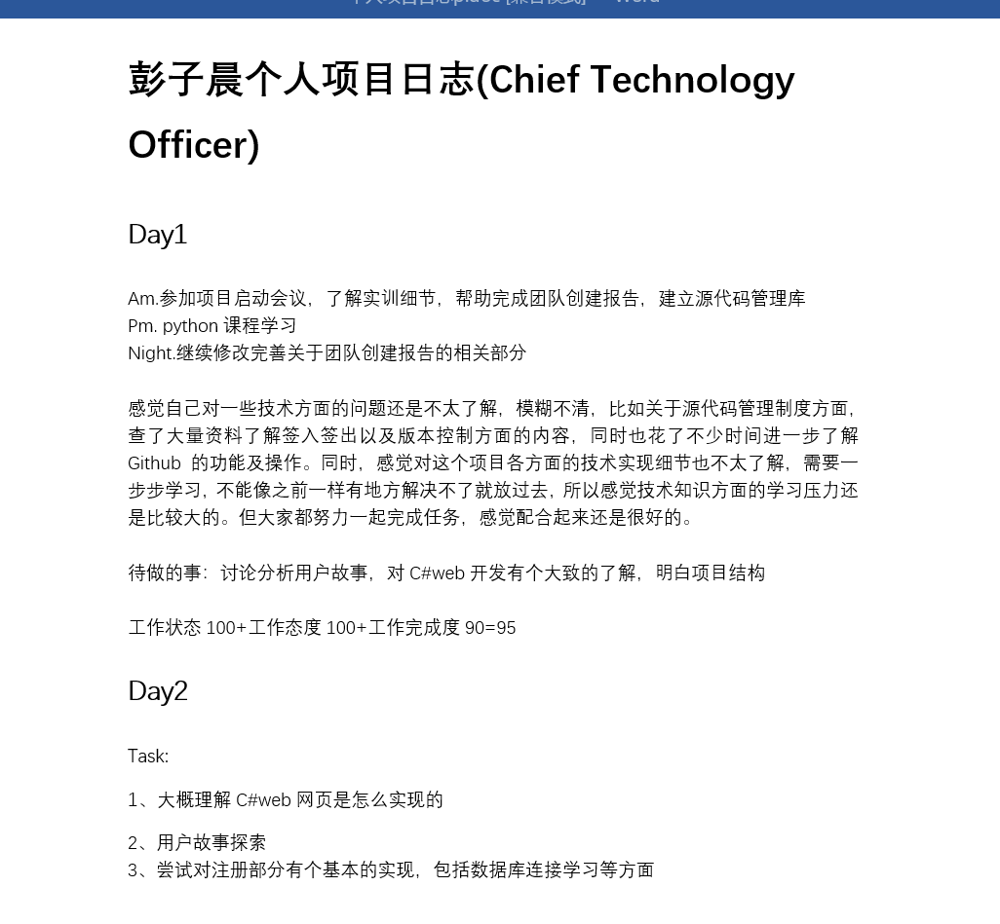 彭子晨个人项目日志(Chief Technology
Officer)
Day1
Am.参加项目启动会议，了解实训细节，帮助完成团队创建报告，建立源代码管理库
Pm. python 课程学习
Night.继续修改完善关于团队创建报告的相关部分
感觉自己对一些技术方面的问题还是不太了解，模糊不清，比如关于源代码管理制度方面，
查了大量资料了解签入签出以及版本控制方面的内容，同时也花了不少时间进一步了解
Github 的功能及操作。同时，感觉对这个项目各方面的技术实现细节也不太了解，需要一
步步学习，不能像之前一样有地方解决不了就放过去，所以感觉技术知识方面的学习压力还
是比较大的。但大家都努力一起完成任务，感觉配合起来还是很好的。
待做的事：讨论分析用户故事，对 C#web 开发有个大致的了解，明白项目结构
工作状态 100+工作态度 100+工作完成度 90=95
Day2
Task:
1、大概理解 C#web 网页是怎么实现的
2、用户故事探索
3、尝试对注册部分有个基本的实现，包括数据库连接学习等方面